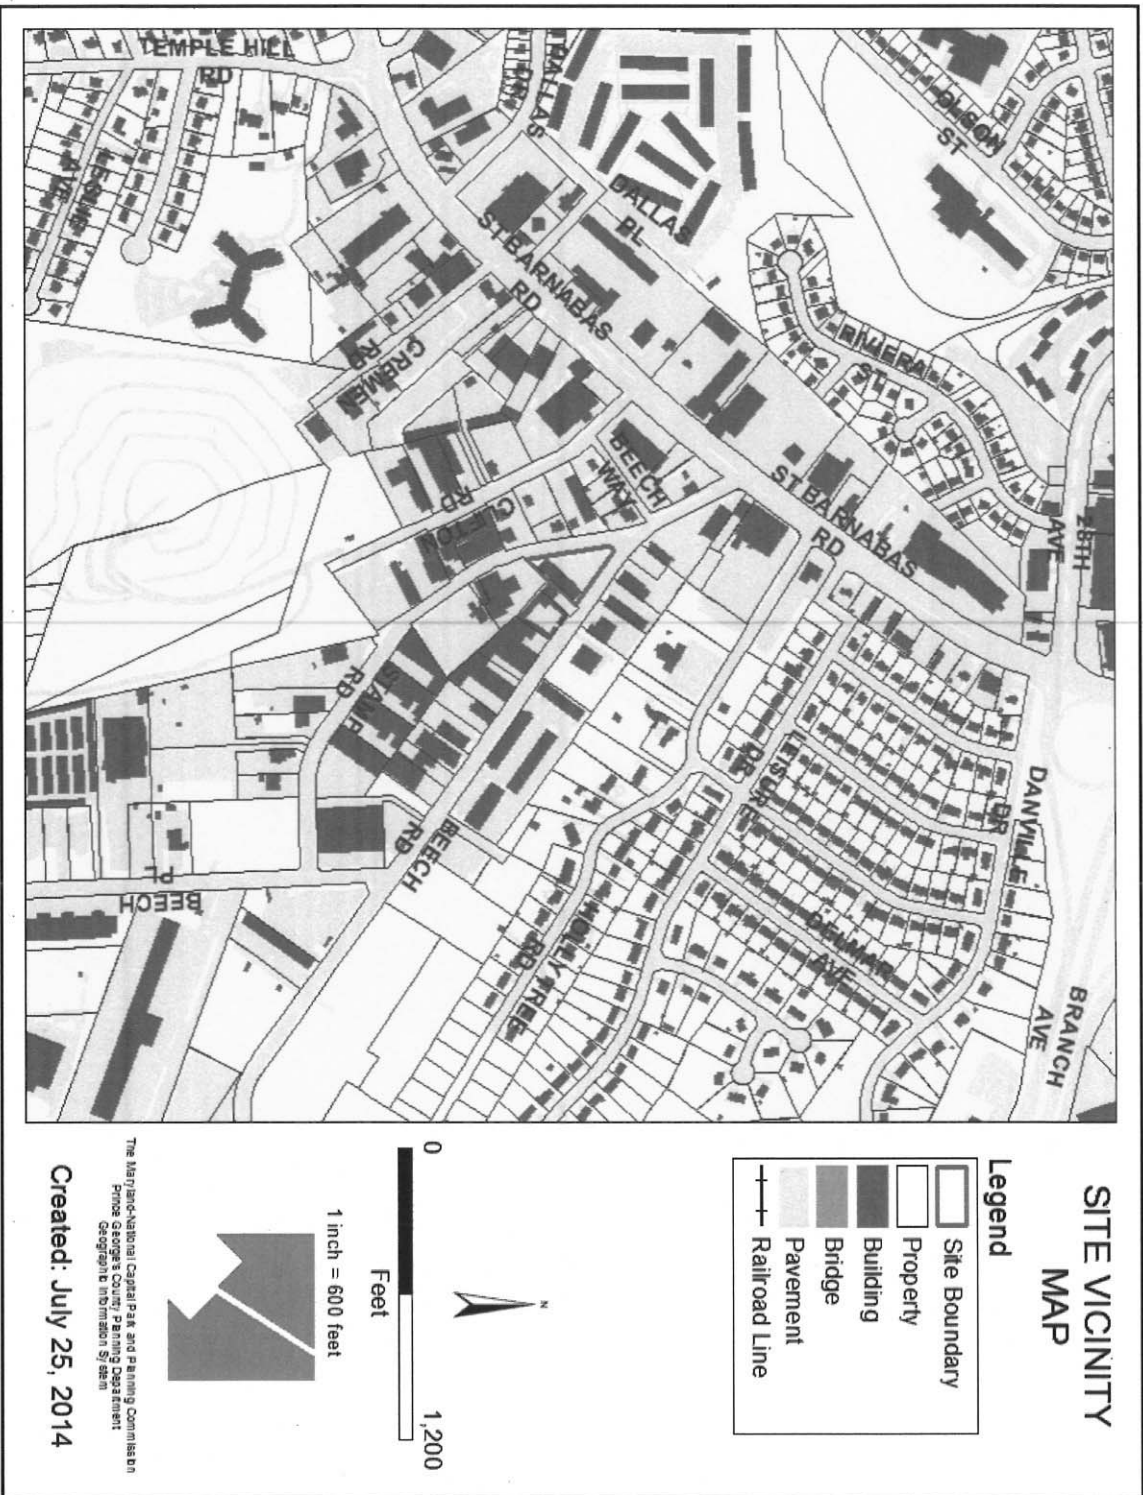 SITE VICINITY
MAP
Legend
Site Boundary
Property
Building
Bridge
Pavement
Railroad Line
N
0
1,200
Feet
1 inch = 600 feet
The Maryland-National Capital Park and Planning Commission
Prince George's County Planning Department
Geographic Information System
Created: July 25, 2014
TEMPLE HILL
RD
DALLAS
DR
DALLAS
PL
OLSON
ST
ST BARNABAS
RD
RIVIERA
ST
28TH
AVE
CREMEN
RD
BEECH
WAY
CLIFTON
RD
ST BARNABAS
RD
STAMP
RD
LEISURE
DR
DANVILLE
DR
BEECH
RD
BEECH
PL
HOLLY TREE
RD
DELMAR
AVE
BRANCH
AVE
AVE